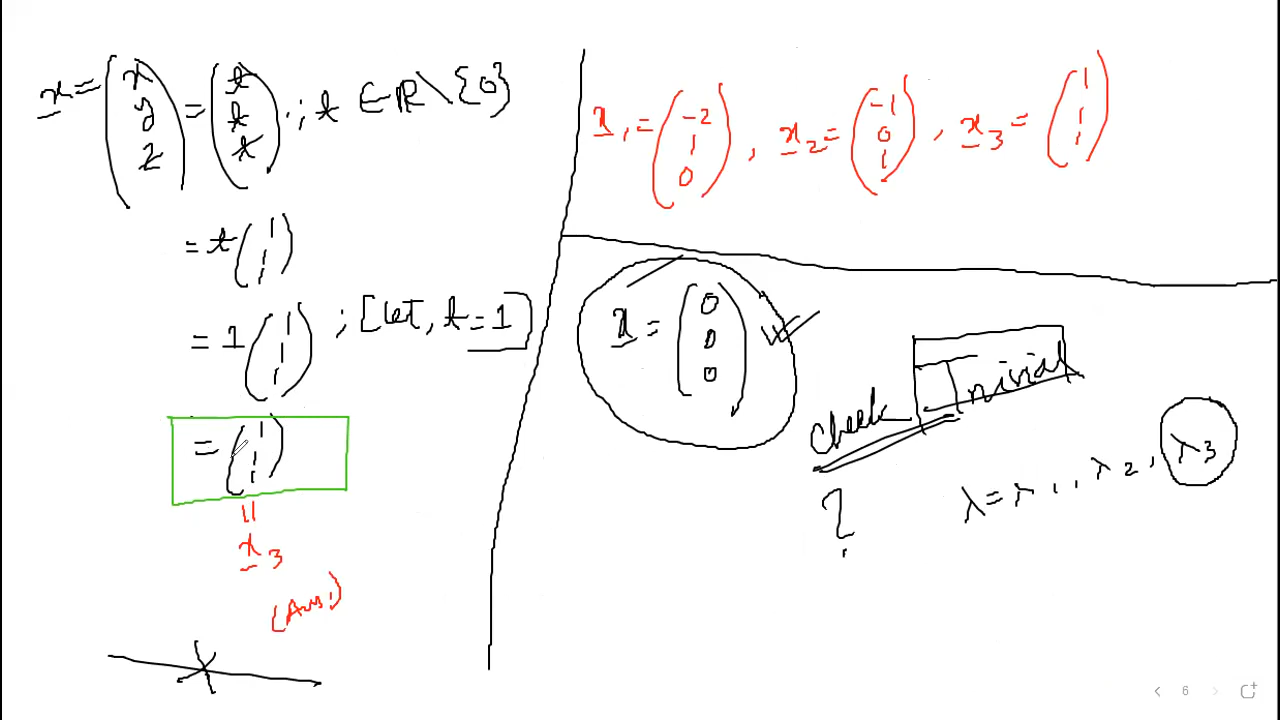 x = (x y z) = (t t t) ; t ∈ ℝ \ {0}
= t (1 1 1)
= 1 (1 1 1) ; [let, t = 1]
= (1 1 1)
||
x₃
(Ans.)
x₁ = (-2 1 0), x₂ = (-1 0 1), x₃ = (1 1 1)
x = (0 0 0)
check
?
λ = λ₁, λ₂, λ₃
6